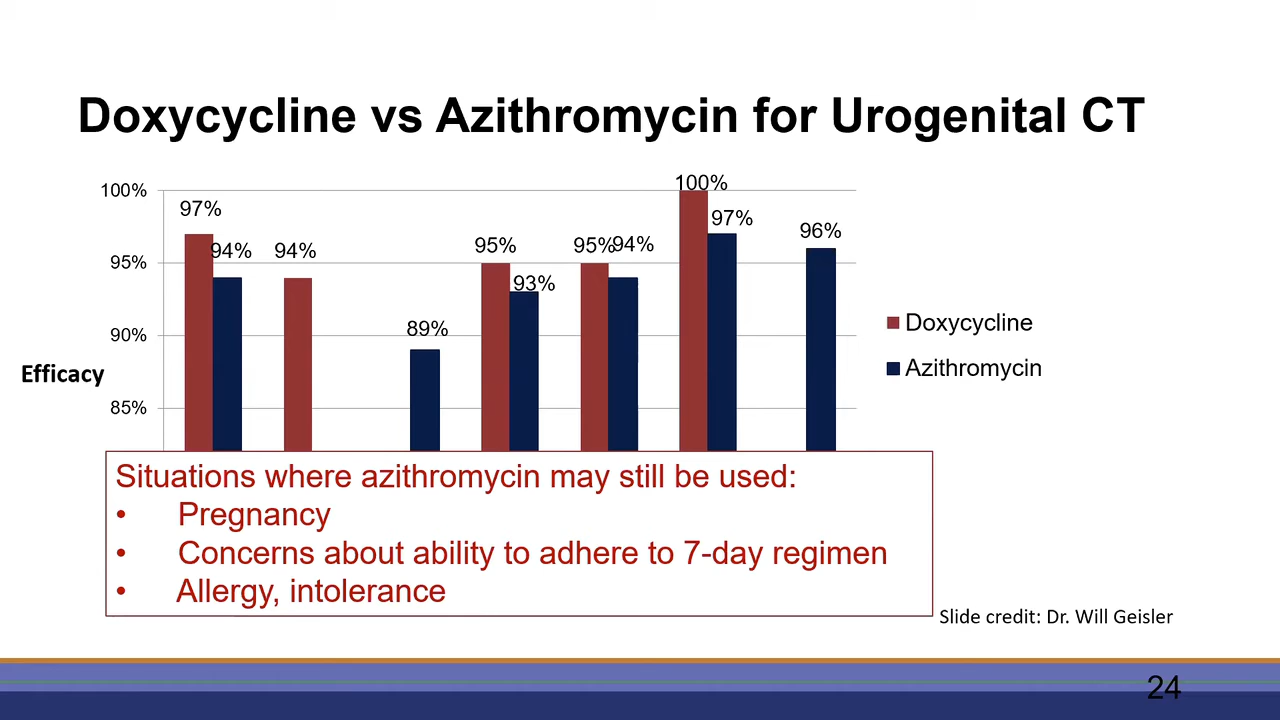 Doxycycline vs Azithromycin for Urogenital CT
100%
95%
90%
85%
Efficacy
97%
94%
94%
89%
95%
93%
95%
94%
100%
97%
96%
Doxycycline
Azithromycin
Situations where azithromycin may still be used:
• Pregnancy
• Concerns about ability to adhere to 7-day regimen
• Allergy, intolerance
Slide credit: Dr. Will Geisler
24